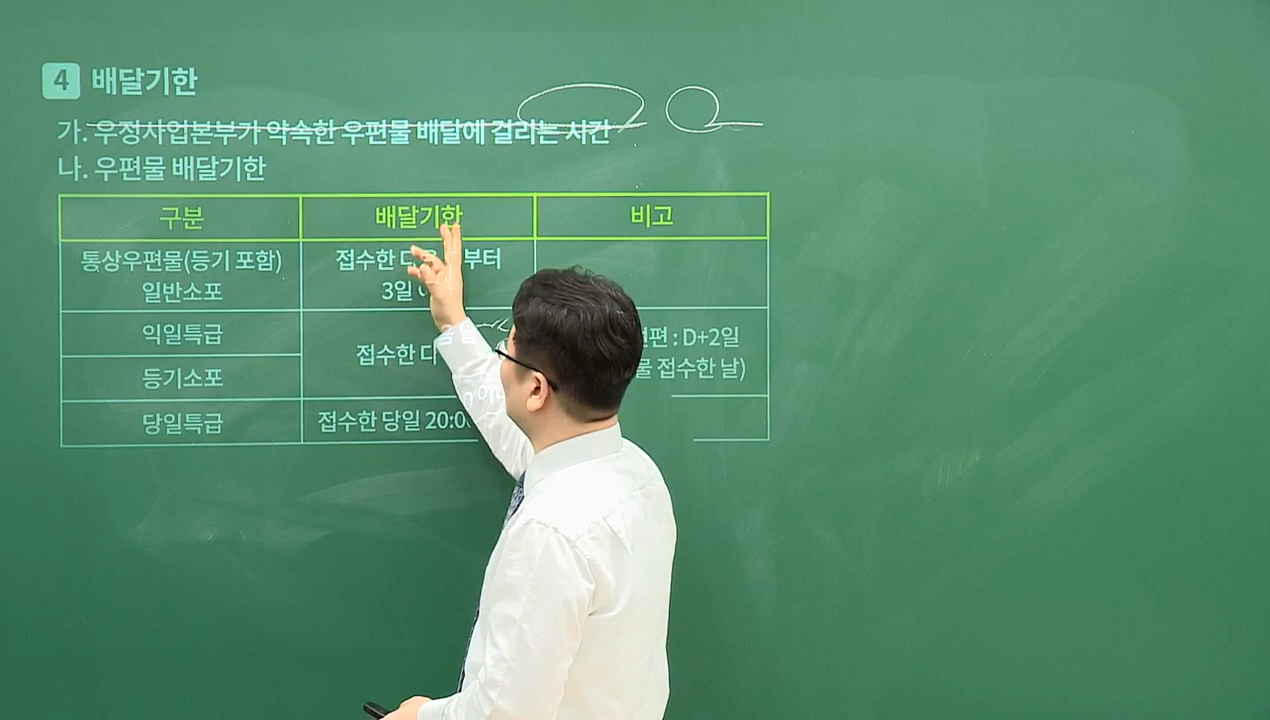 4 배달기한
가. 우정사업본부가 약속한 우편물 배달에 걸리는 시간
나. 우편물 배달기한
구분 배달기한 비고
통상우편물(등기 포함) 접수한 부터
일반소포 3일
익일특급 : D+2일
접수한
등기소포 접수한 날)
당일특급 접수한 당일